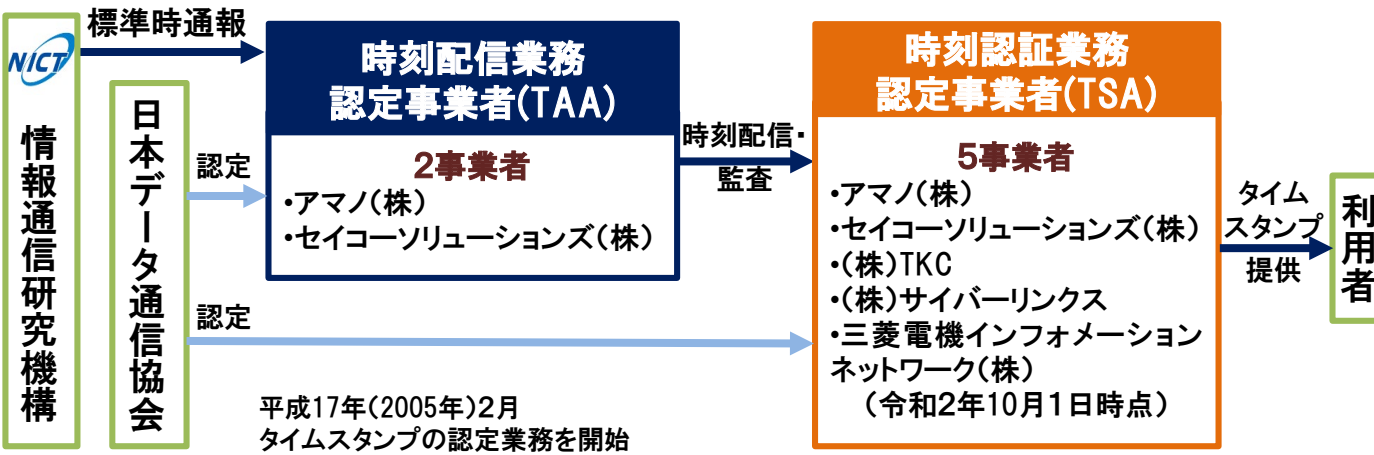 標準時通報
NICT
情報通信研究機構
日本データ通信協会
認定
認定
時刻配信業務
認定事業者(TAA)
2事業者
・アマノ(株)
・セイコーソリューションズ(株)
時刻配信・
監査
時刻認証業務
認定事業者(TSA)
5事業者
・アマノ(株)
・セイコーソリューションズ(株)
・(株)TKC
・(株)サイバーリンクス
・三菱電機インフォメーション
ネットワーク(株)
(令和2年10月1日時点)
タイム
スタンプ
提供
利用者
平成17年(2005年)2月
タイムスタンプの認定業務を開始